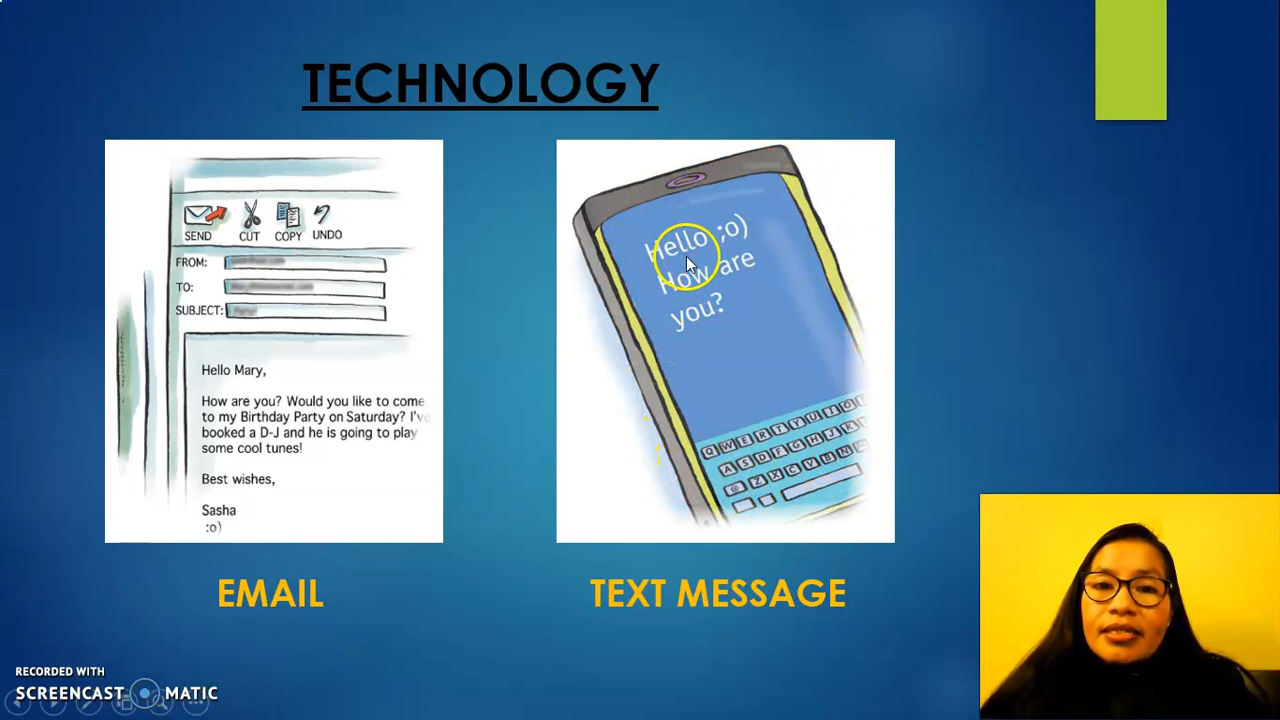 TECHNOLOGY
SEND CUT COPY UNDO
FROM:
TO:
SUBJECT:
Hello Mary,
How are you? Would you like to come
to my Birthday Party on Saturday? I've
booked a D-J and he is going to play
some cool tunes!
Best wishes,
Sasha
:o)
EMAIL
Hello ;o)
How are
you?
Q W E R T Y U I O
A S D F G H J K
@ Z X C V B N M
TEXT MESSAGE
RECORDED WITH
SCREENCAST MATIC